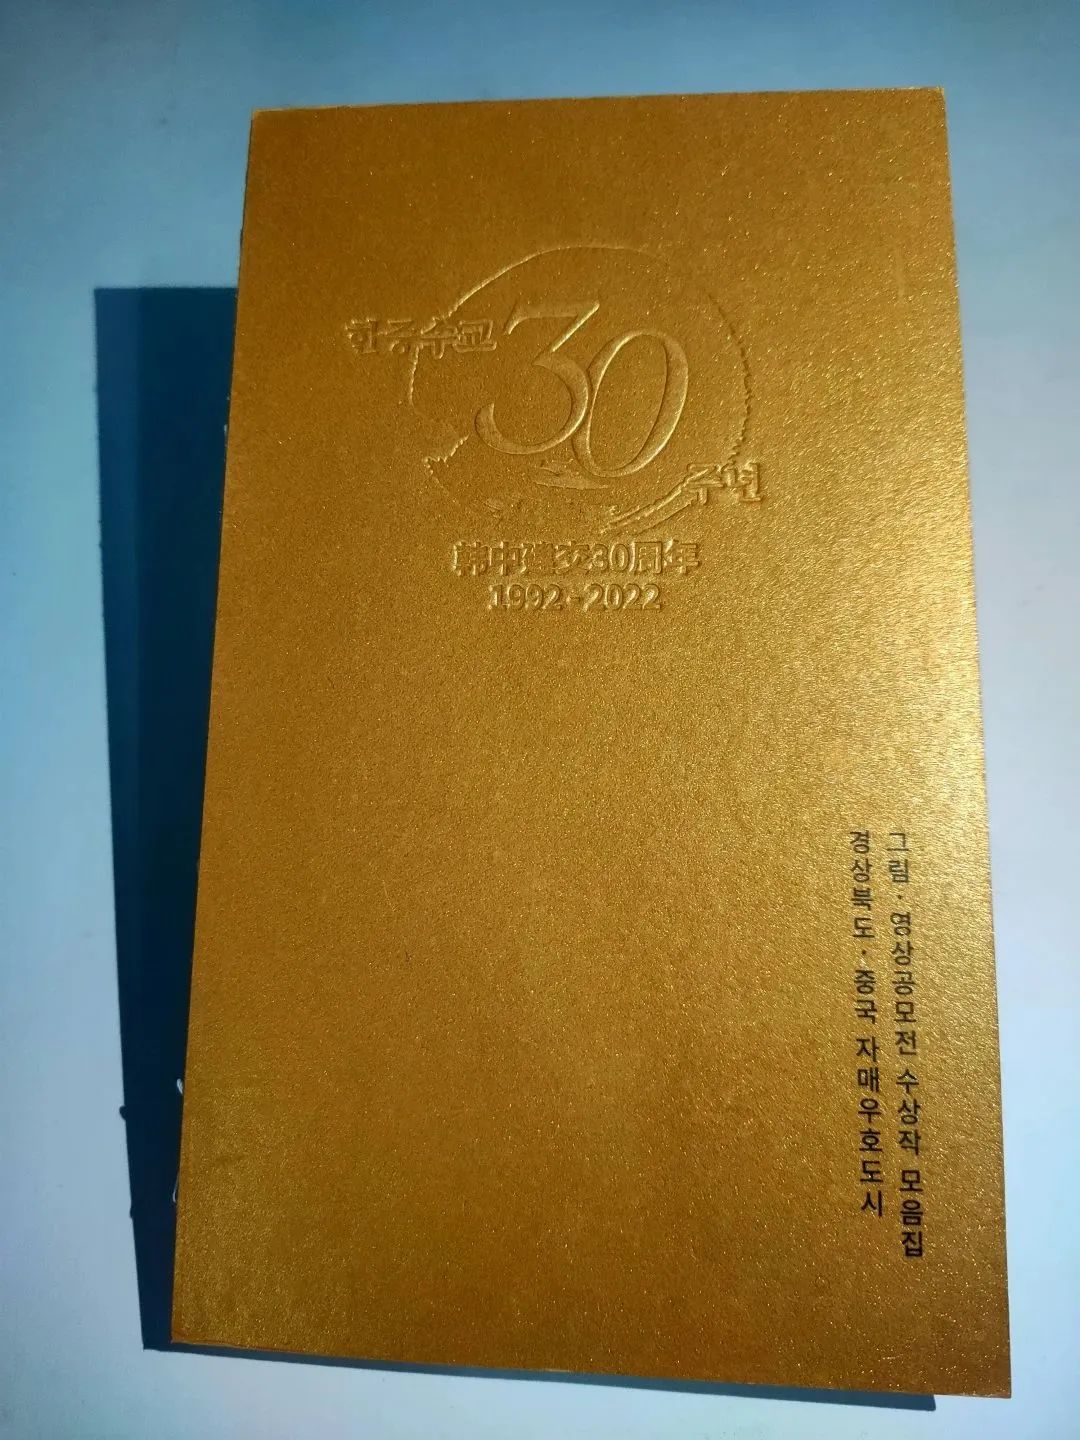 한중수교
30
주년
韩中建交30周年
1992-2022
경상북도·중국 자매우호도시
그림·영상공모전 수상작 모음집